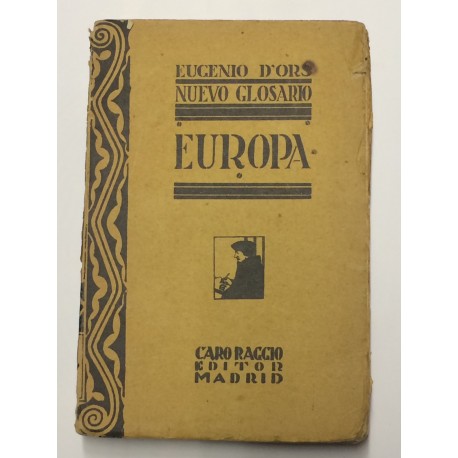 EUGENIO D'ORS
NUEVO GLOSARIO
EUROPA
CARO RAGGIO
EDITOR
MADRID